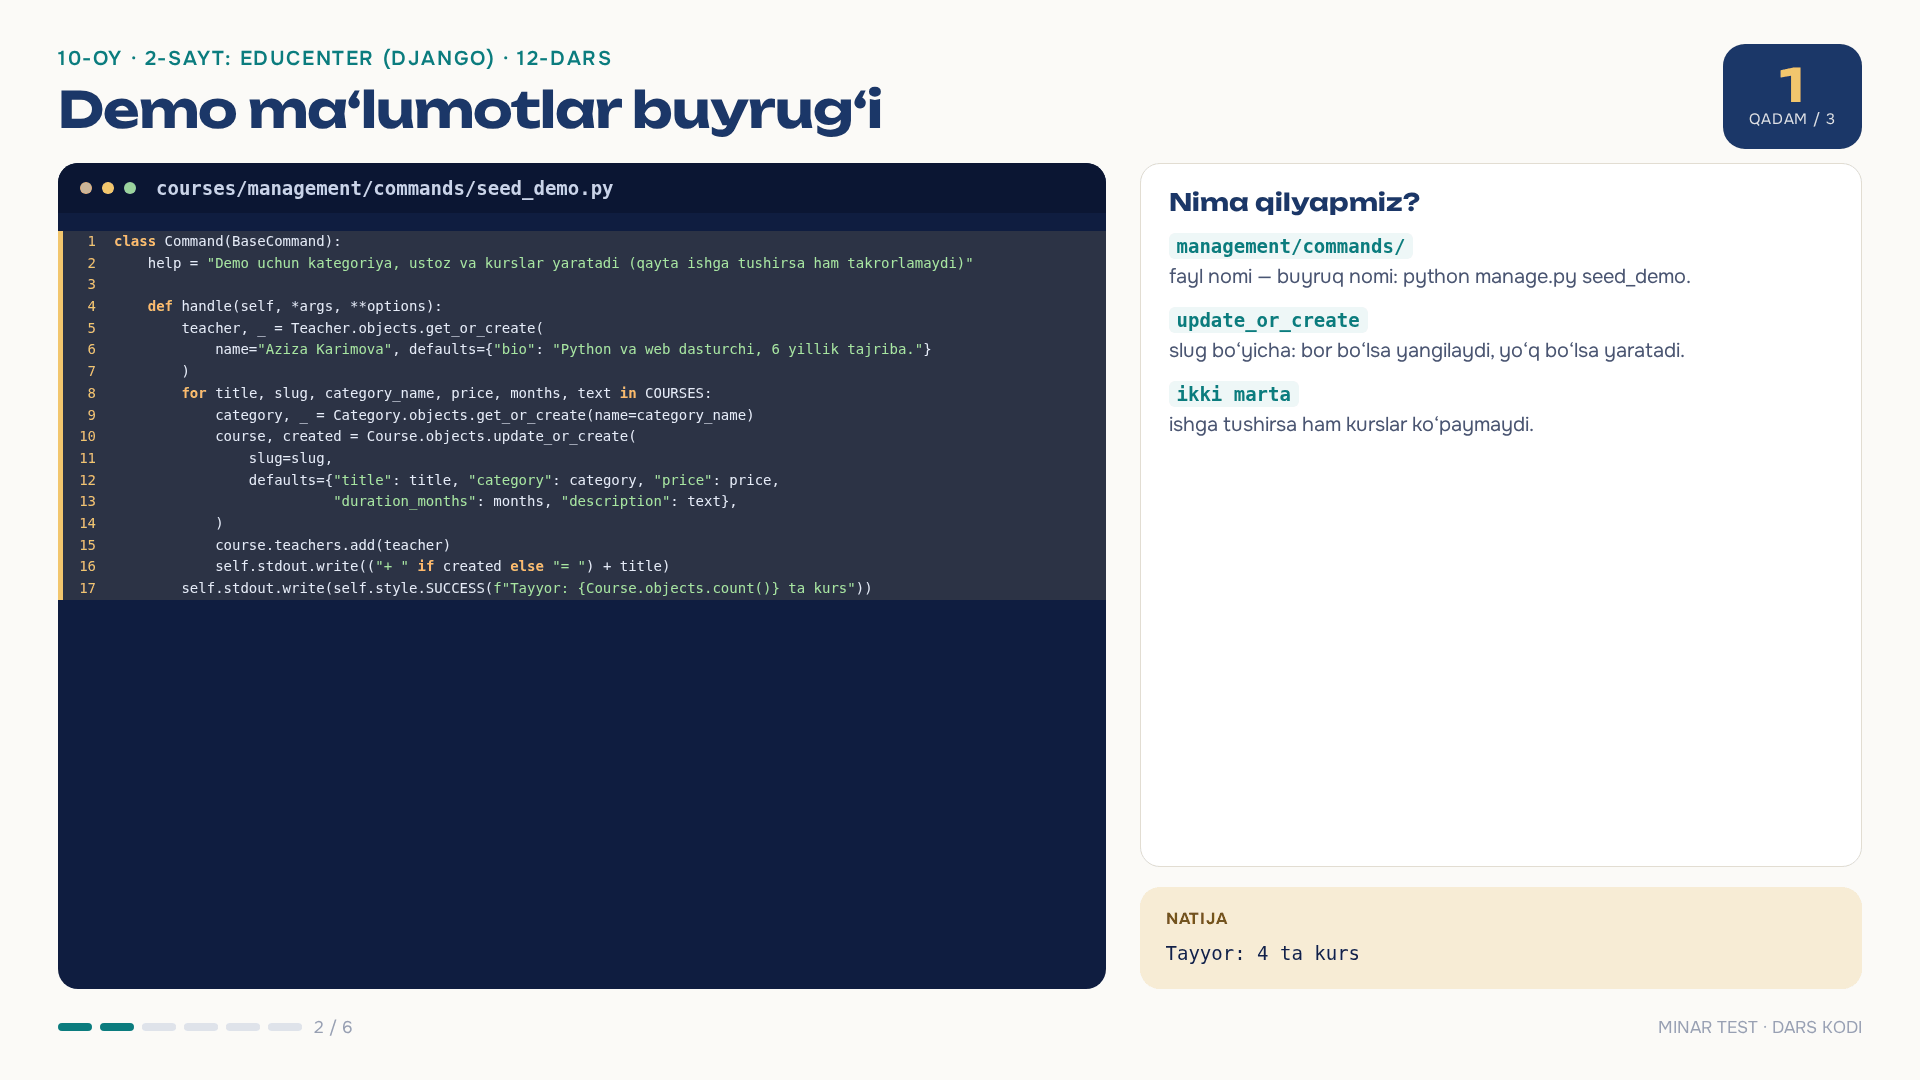 10-OY · 2-SAYT: EDUCENTER (DJANGO) · 12-DARS
Demo ma‘lumotlar buyrug‘i
1
QADAM / 3
courses/management/commands/seed_demo.py
1 class Command(BaseCommand):
2     help = "Demo uchun kategoriya, ustoz va kurslar yaratadi (qayta ishga tushirsa ham takrorlamaydi)"
3
4     def handle(self, *args, **options):
5         teacher, _ = Teacher.objects.get_or_create(
6             name="Aziza Karimova", defaults={"bio": "Python va web dasturchi, 6 yillik tajriba."}
7         )
8         for title, slug, category_name, price, months, text in COURSES:
9             category, _ = Category.objects.get_or_create(name=category_name)
10             course, created = Course.objects.update_or_create(
11                 slug=slug,
12                 defaults={"title": title, "category": category, "price": price,
13                           "duration_months": months, "description": text},
14             )
15             course.teachers.add(teacher)
16             self.stdout.write(("+ " if created else "= ") + title)
17         self.stdout.write(self.style.SUCCESS(f"Tayyor: {Course.objects.count()} ta kurs"))
Nima qilyapmiz?
management/commands/
fayl nomi — buyruq nomi: python manage.py seed_demo.
update_or_create
slug bo‘yicha: bor bo‘lsa yangilaydi, yo‘q bo‘lsa yaratadi.
ikki marta
ishga tushirsa ham kurslar ko‘paymaydi.
NATIJA
Tayyor: 4 ta kurs
2 / 6
MINAR TEST · DARS KODI